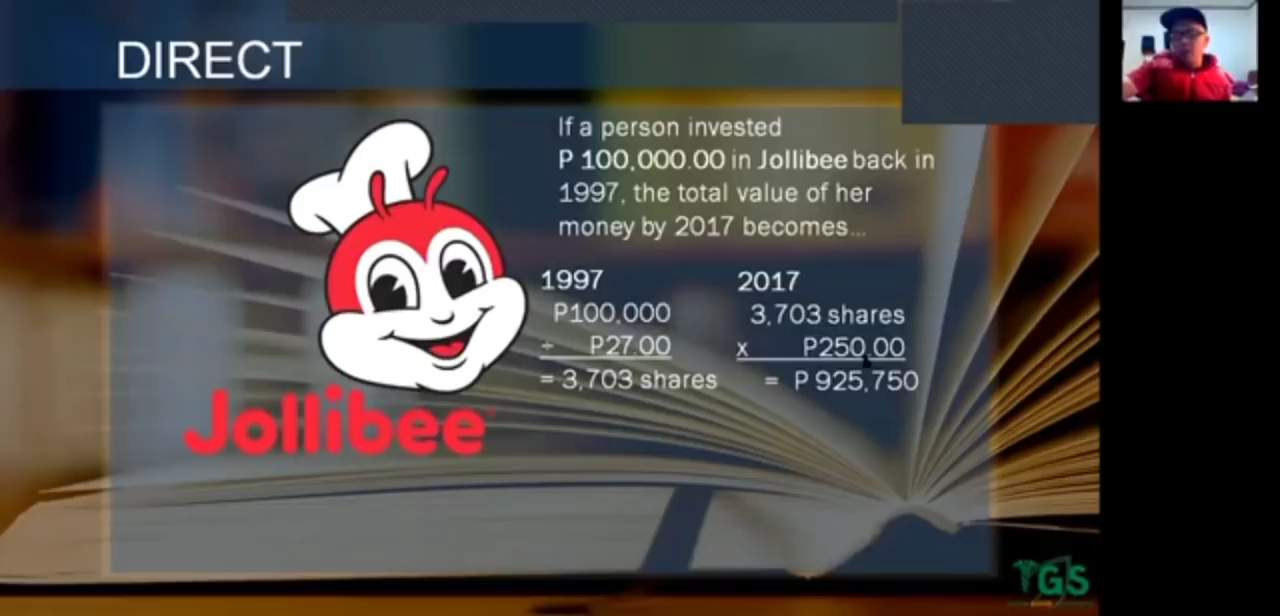 DIRECT
If a person invested
P 100,000.00 in Jollibee back in
1997, the total value of her
money by 2017 becomes...
1997
P100,000
÷ P27.00
= 3,703 shares
2017
3,703 shares
x P250.00
= P 925,750
Jollibee
TGS